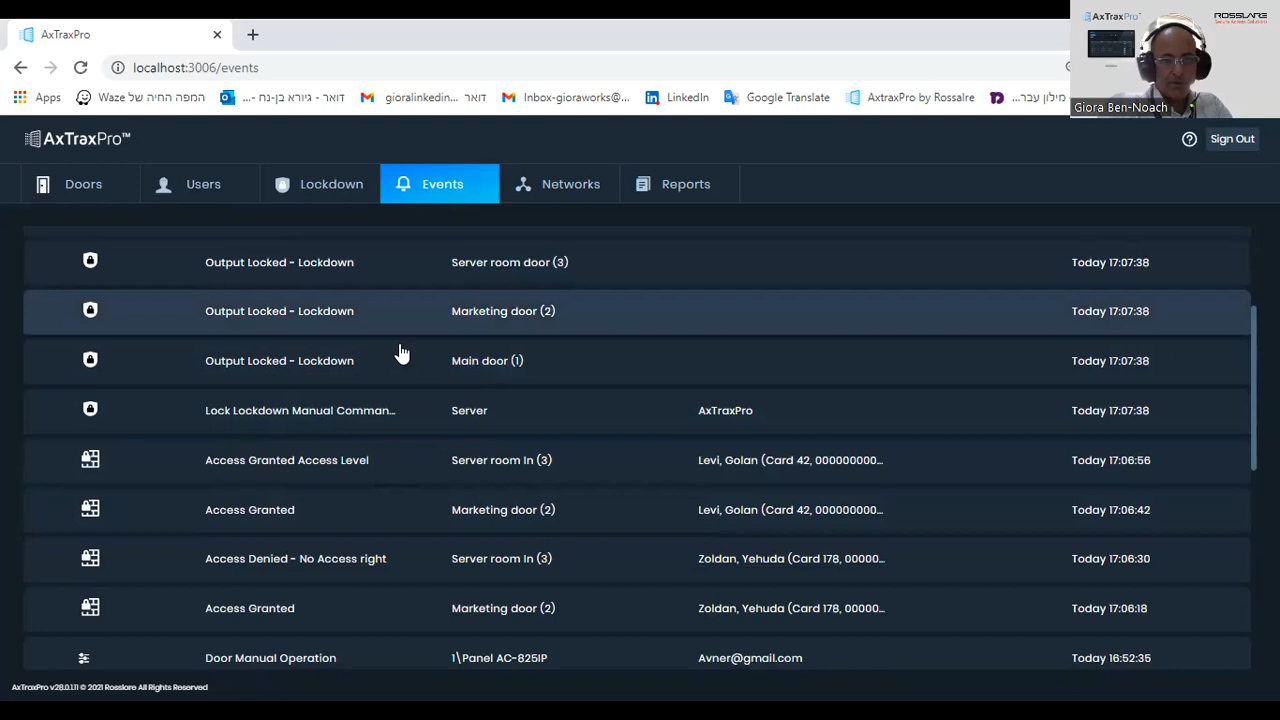 AxTraxPro
localhost:3006/events
Apps
Waze המפה החיה של
דואר - גיורא בן-נח -...
דואר gioralinkedin...
Inbox-gioraworks@...
LinkedIn
Google Translate
AxtraxPro by Rossalre
מילון עבר...
AxTraxPro™
ROSSLARE
Giora Ben-Noach
AxTraxPro™
Sign Out
Doors
Users
Lockdown
Events
Networks
Reports
Output Locked - Lockdown Server room door (3) Today 17:07:38
Output Locked - Lockdown Marketing door (2) Today 17:07:38
Output Locked - Lockdown Main door (1) Today 17:07:38
Lock Lockdown Manual Comman... Server AxTraxPro Today 17:07:38
Access Granted Access Level Server room In (3) Levi, Golan (Card 42, 000000000... Today 17:06:56
Access Granted Marketing door (2) Levi, Golan (Card 42, 000000000... Today 17:06:42
Access Denied - No Access right Server room In (3) Zoldan, Yehuda (Card 178, 00000... Today 17:06:30
Access Granted Marketing door (2) Zoldan, Yehuda (Card 178, 00000... Today 17:06:18
Door Manual Operation 1\Panel AC-825IP Avner@gmail.com Today 16:52:35
AxTraxPro v28.0.1.11 © 2021 Rosslare All Rights Reserved